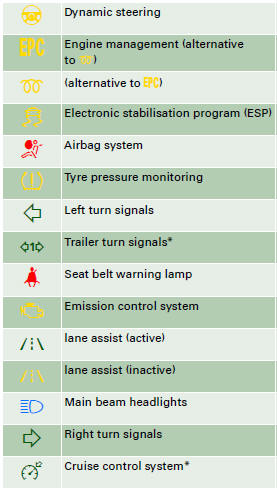 Dynamic steering
EPC
Engine management (alternative
to )
(alternative to EPC)
Electronic stabilisation program (ESP)
Airbag system
Tyre pressure monitoring
Left turn signals
1
Trailer turn signals*
Seat belt warning lamp
Emission control system
lane assist (active)
lane assist (inactive)
Main beam headlights
Right turn signals
Cruise control system*